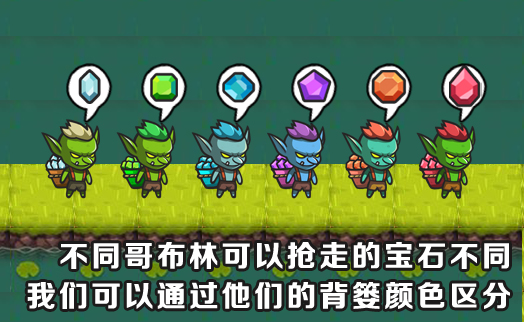 不同哥布林可以抢走的宝石不同
我们可以通过他们的背篓颜色区分